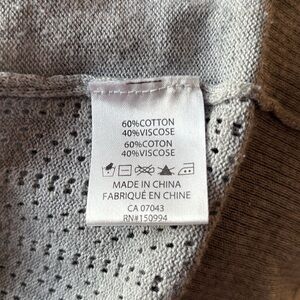 60%COTTON
40%VISCOSE
60%COTON
40%VISCOSE
MADE IN CHINA
FABRIQUÉ EN CHINE
CA 07043
RN#150994